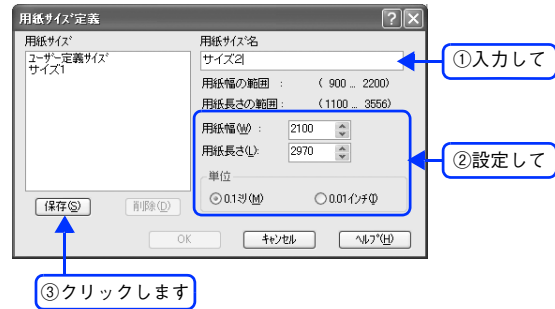 用紙サイズ定義
用紙サイズ
ユーザー定義サイズ
サイズ1
用紙サイズ名
サイズ2
用紙幅の範囲 : ( 900 .. 2200)
用紙長さの範囲 : (1100 .. 3556)
用紙幅(W) : 2100
用紙長さ(L): 2970
単位
0.1ミリ(M) 0.01インチ(I)
保存(S) 削除(D)
OK キャンセル ヘルプ(H)
①入力して
②設定して
③クリックします